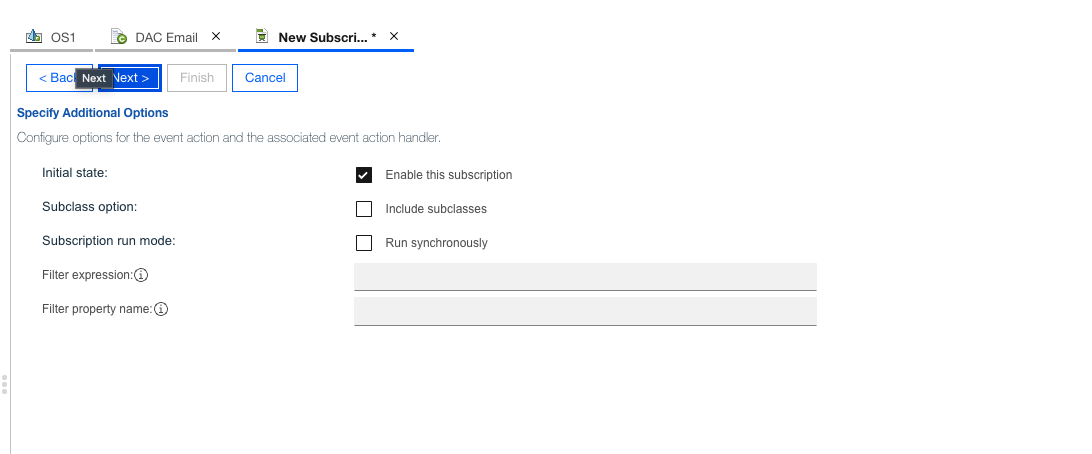 OS1 DAC Email New Subscri... *
< Back Next Next > Finish Cancel
Specify Additional Options
Configure options for the event action and the associated event action handler.
Initial state: Enable this subscription
Subclass option: Include subclasses
Subscription run mode: Run synchronously
Filter expression:
Filter property name: